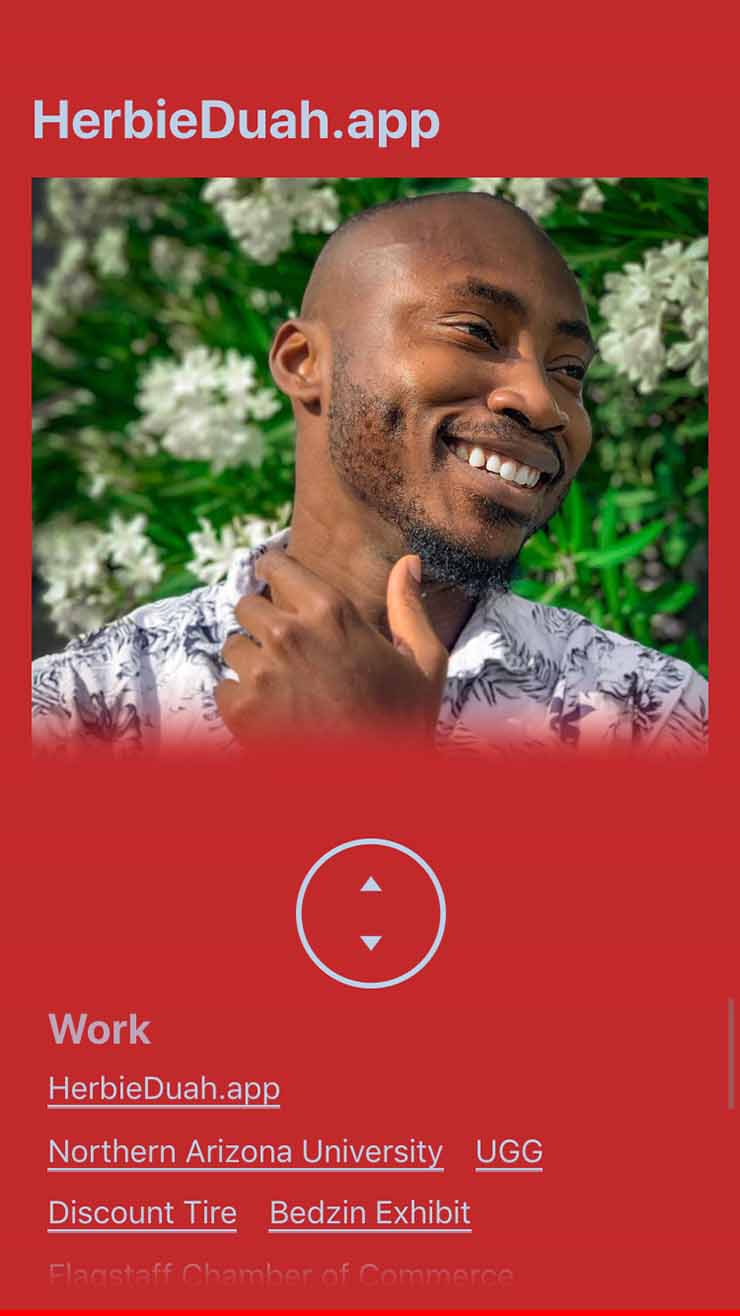 HerbieDuah.app
Work
HerbieDuah.app
Northern Arizona University UGG
Discount Tire Bedzin Exhibit
Flagstaff Chamber of Commerce